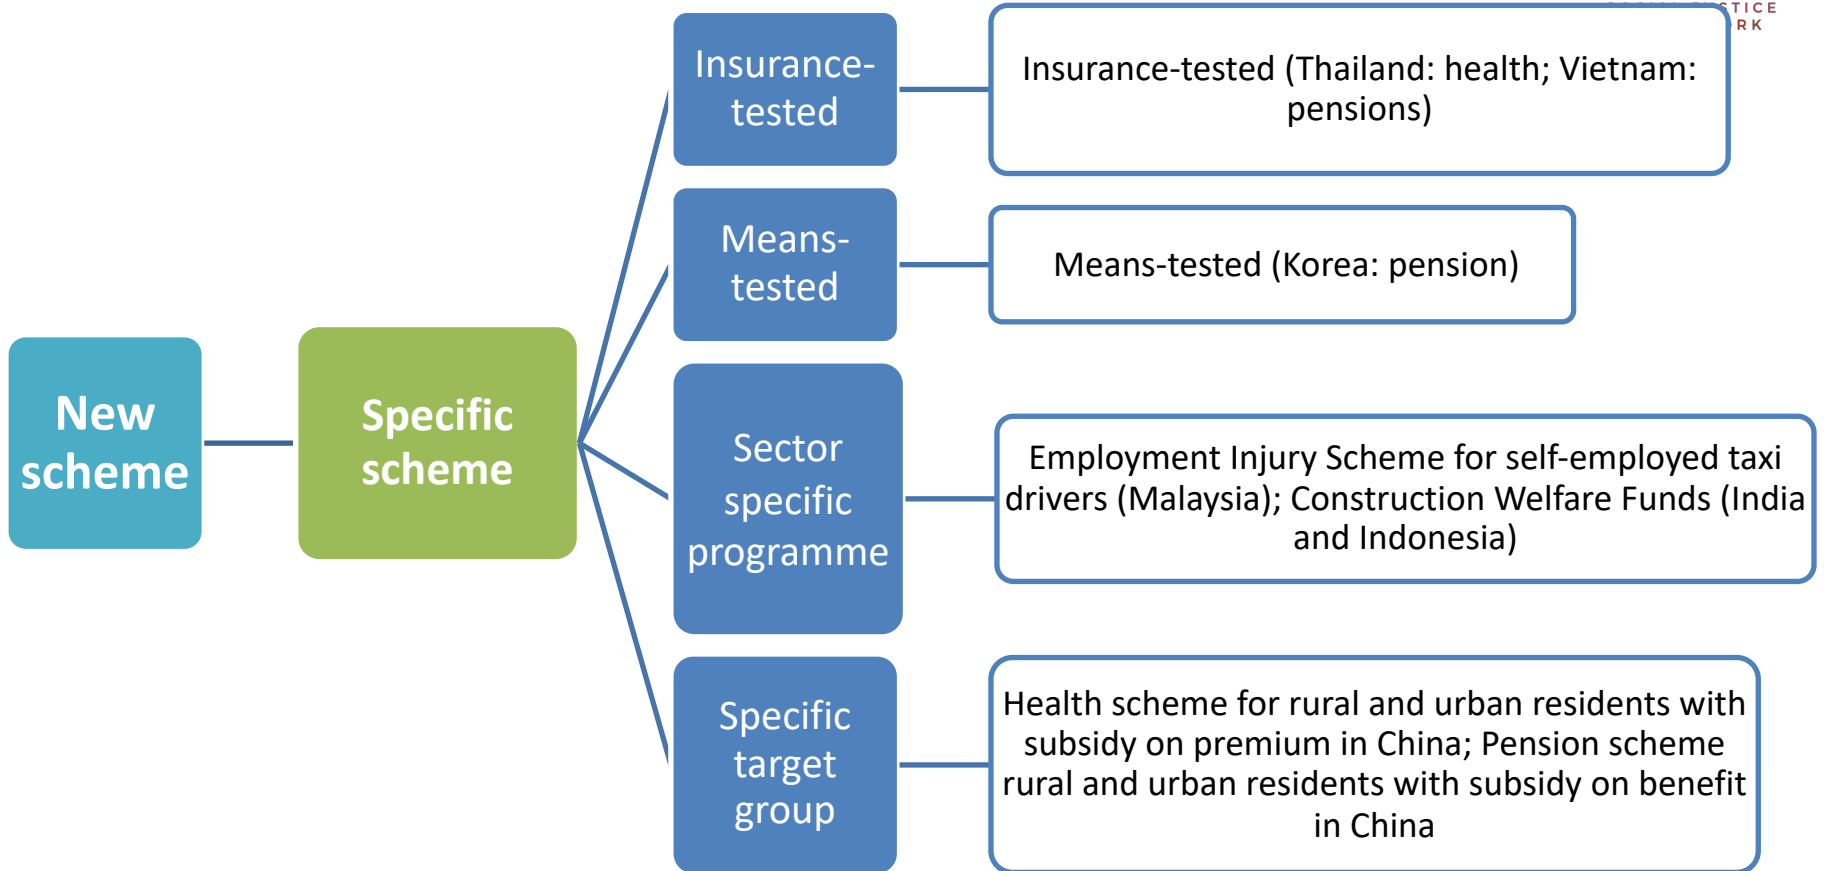 RK
Insurance-
tested
Insurance-tested (Thailand: health; Vietnam:
pensions)
Means-
tested
Means-tested (Korea: pension)
New
scheme
Specific
scheme
Sector
specific
programme
Employment Injury Scheme for self-employed taxi
drivers (Malaysia); Construction Welfare Funds (India
and Indonesia)
Specific
target
group
Health scheme for rural and urban residents with
subsidy on premium in China; Pension scheme
rural and urban residents with subsidy on benefit
in China